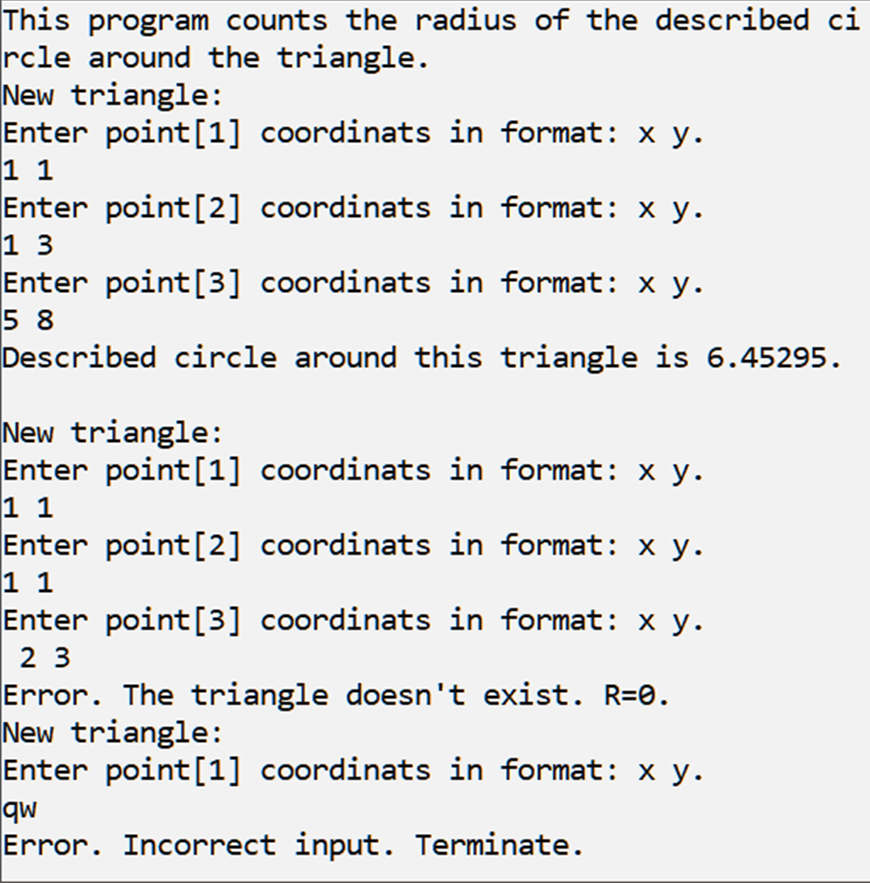 This program counts the radius of the described ci
rcle around the triangle.
New triangle:
Enter point[1] coordinats in format: x y.
1 1
Enter point[2] coordinats in format: x y.
1 3
Enter point[3] coordinats in format: x y.
5 8
Described circle around this triangle is 6.45295.

New triangle:
Enter point[1] coordinats in format: x y.
1 1
Enter point[2] coordinats in format: x y.
1 1
Enter point[3] coordinats in format: x y.
 2 3
Error. The triangle doesn't exist. R=0.
New triangle:
Enter point[1] coordinats in format: x y.
qw
Error. Incorrect input. Terminate.